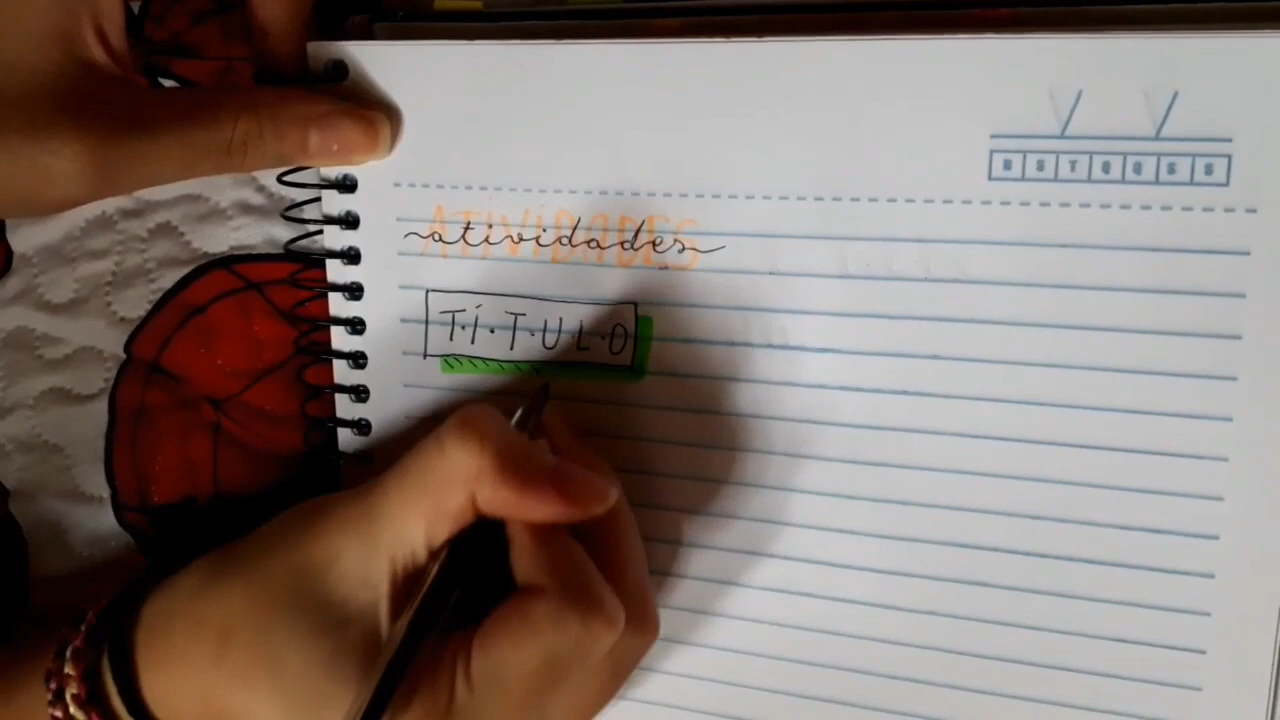 B S T Q Q S S
ATIVIDADES
atividades
T·Í·T·U·L·O